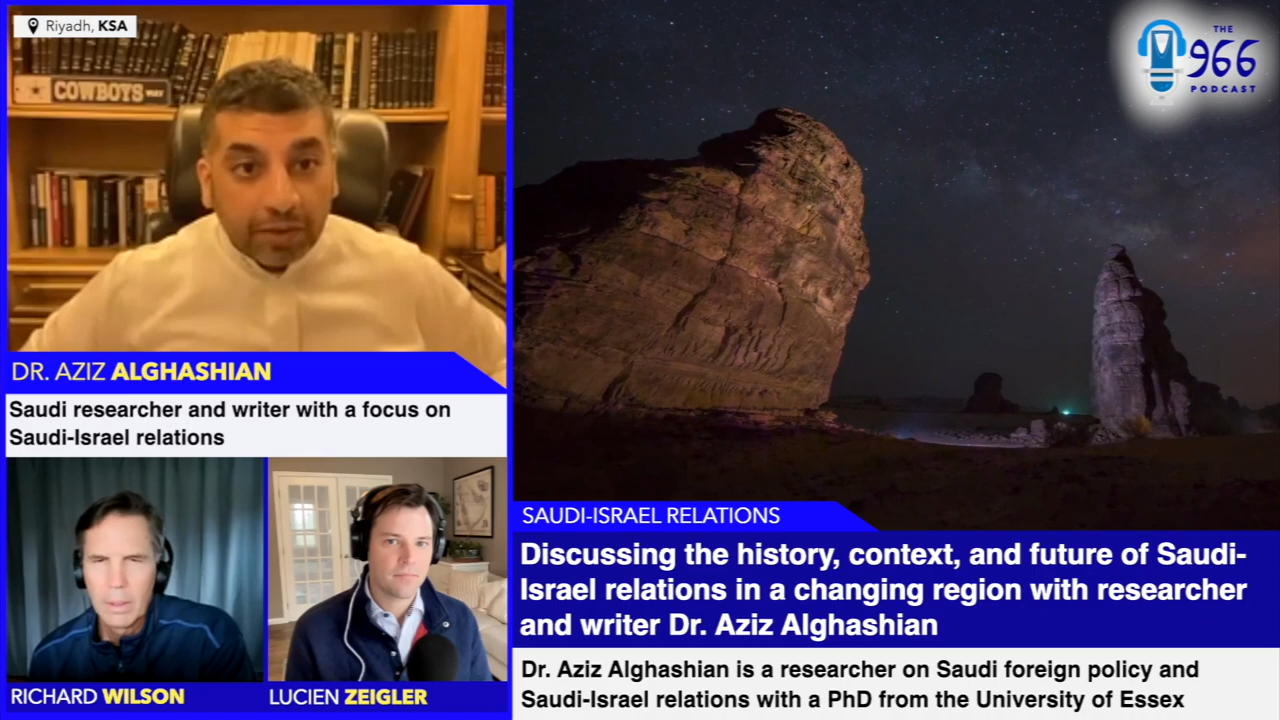 Riyadh, KSA
COWBOYS WAY
DR. AZIZ ALGHASHIAN
Saudi researcher and writer with a focus on
Saudi-Israel relations
RICHARD WILSON
LUCIEN ZEIGLER
THE
966
PODCAST
SAUDI-ISRAEL RELATIONS
Discussing the history, context, and future of Saudi-
Israel relations in a changing region with researcher
and writer Dr. Aziz Alghashian
Dr. Aziz Alghashian is a researcher on Saudi foreign policy and
Saudi-Israel relations with a PhD from the University of Essex